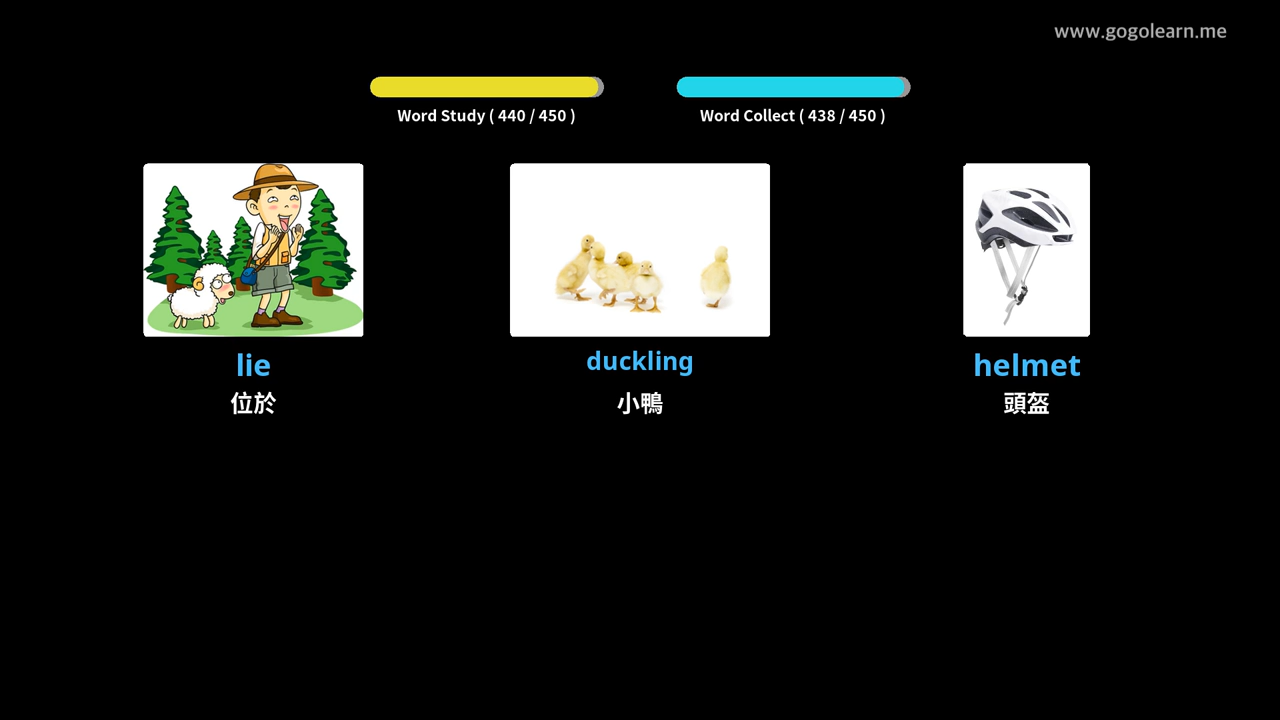 www.gogolearn.me
Word Study ( 440 / 450 )
Word Collect ( 438 / 450 )
lie
duckling
helmet
位於
小鴨
頭盔